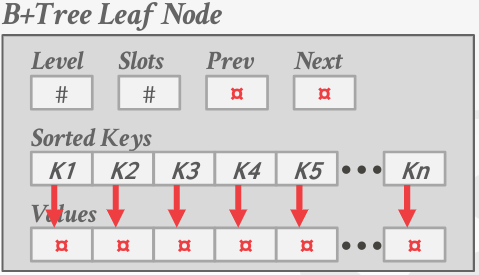 B+Tree Leaf Node
Level Slots Prev Next
# # ¤ ¤
Sorted Keys
K1 K2 K3 K4 K5 ••• Kn
Values
¤ ¤ ¤ ¤ ¤ ••• ¤